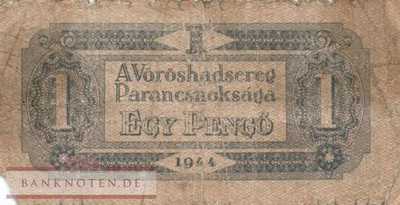 1
A Vöröshadsereg
Parancsnoksága
1 EGY PENGŐ 1
1944
BANKNOTEN.DE